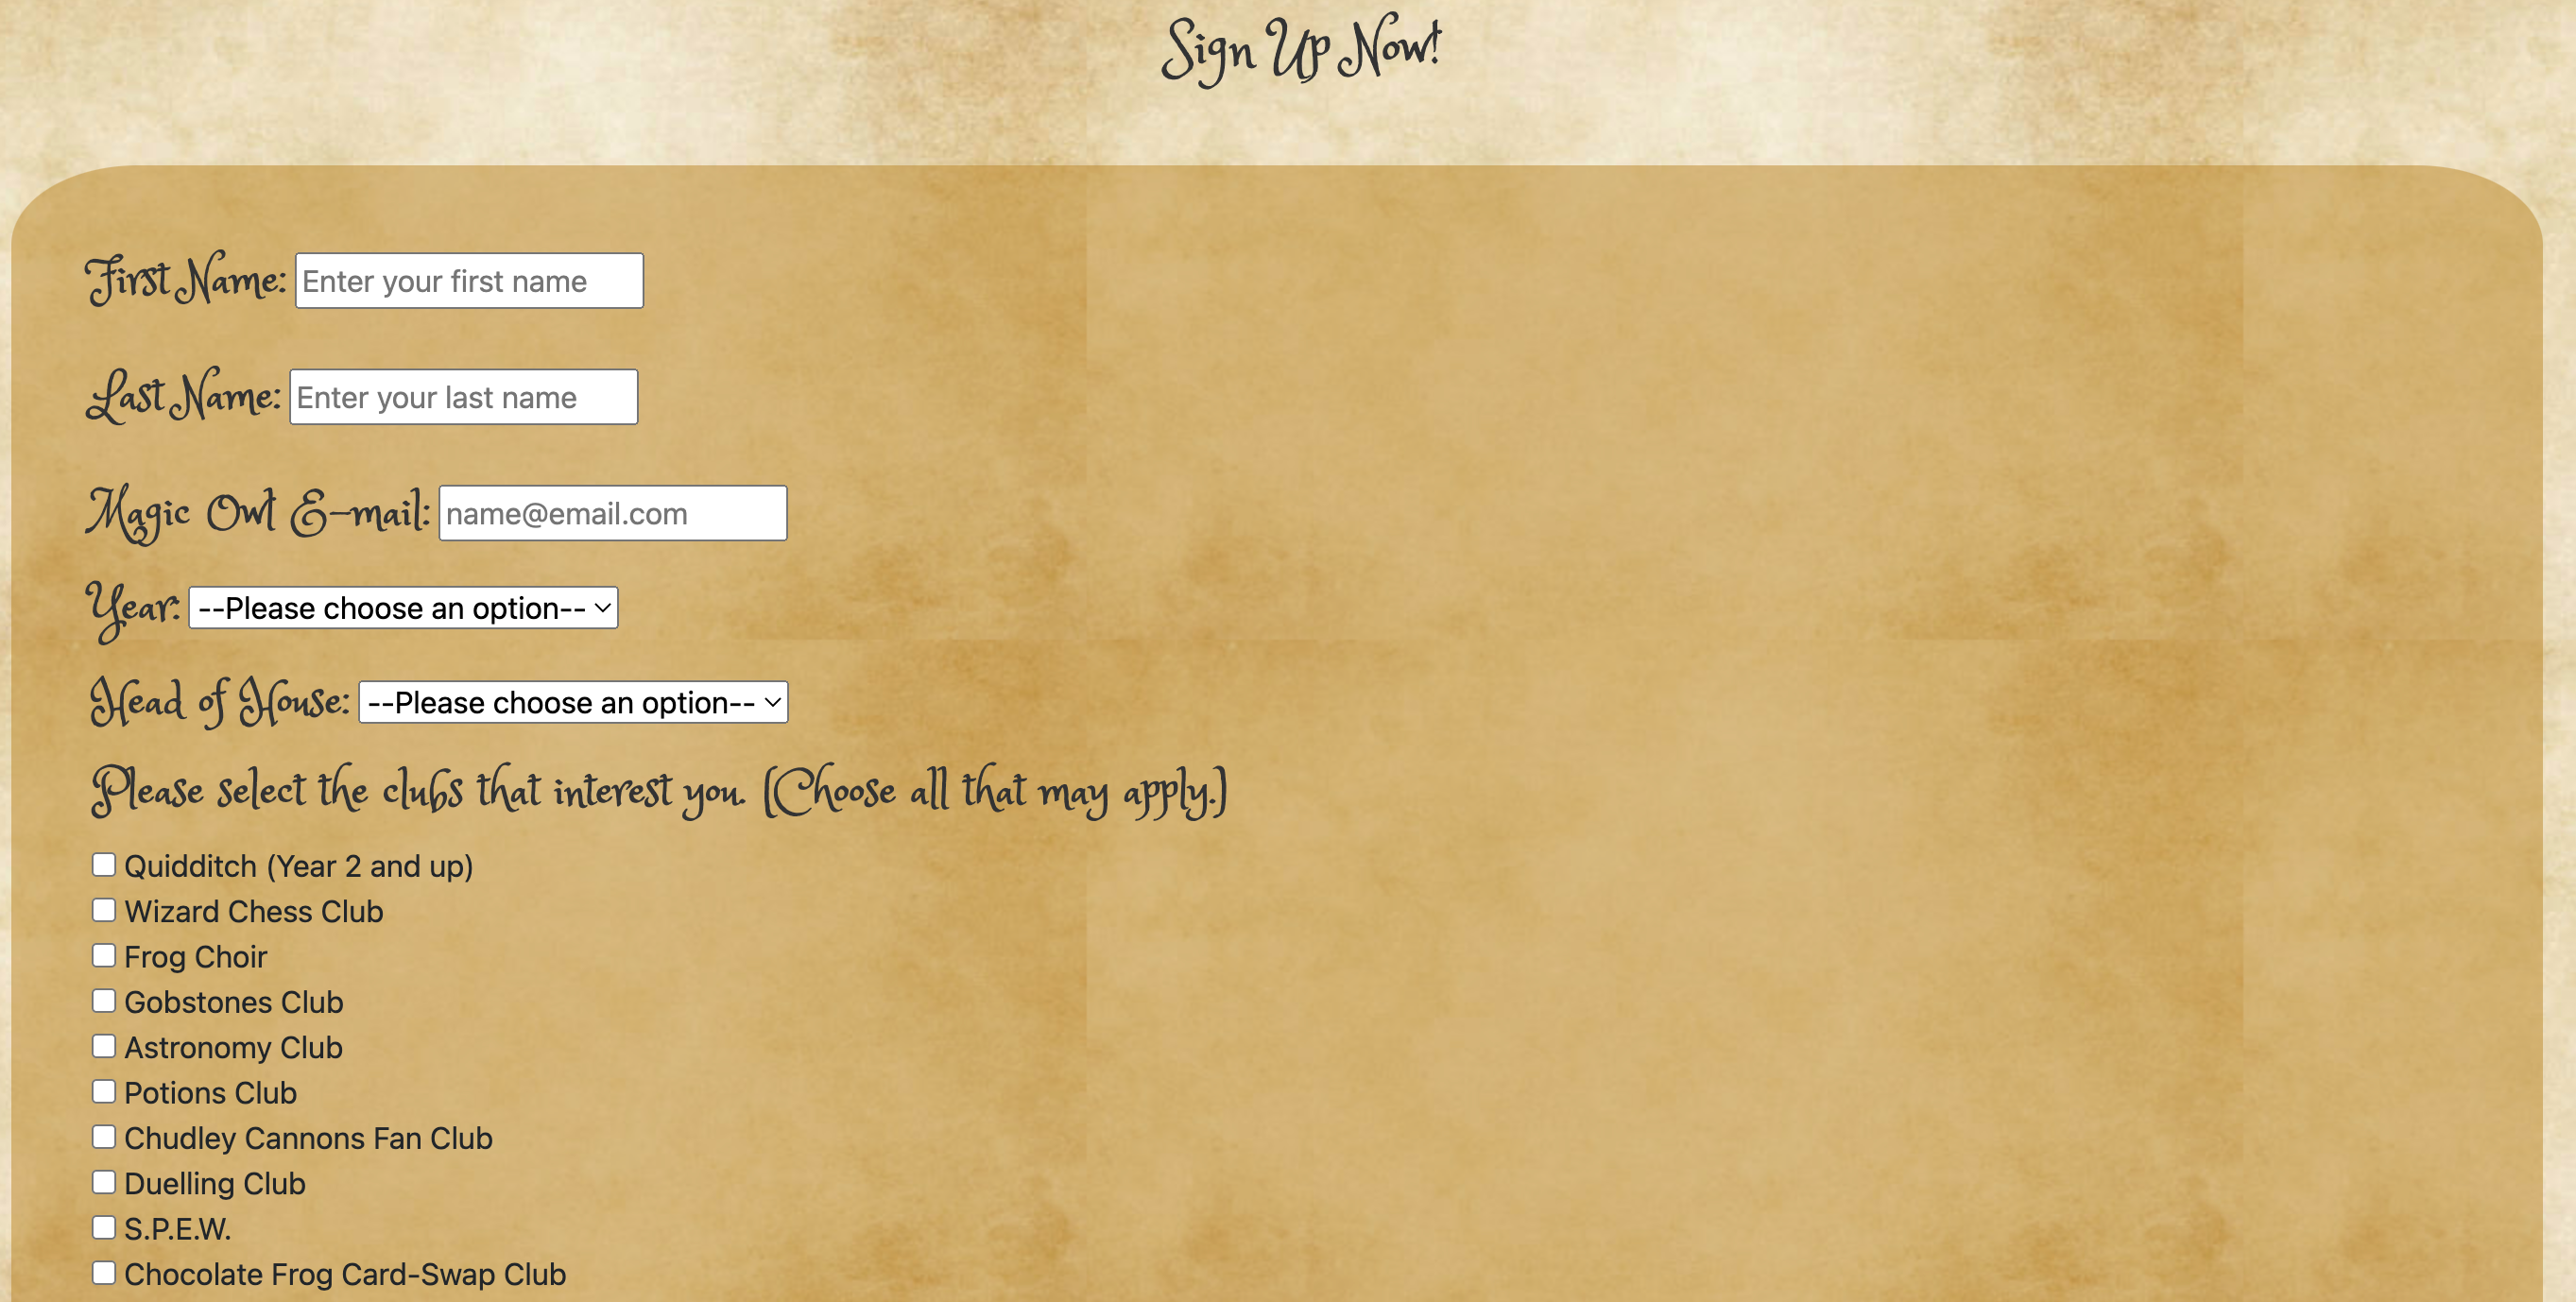 Sign Up Now!
First Name: Enter your first name
Last Name: Enter your last name
Magic Owl E-mail: name@email.com
Year: --Please choose an option--
Head of House: --Please choose an option--
Please select the clubs that interest you. (Choose all that may apply.)
Quidditch (Year 2 and up)
Wizard Chess Club
Frog Choir
Gobstones Club
Astronomy Club
Potions Club
Chudley Cannons Fan Club
Duelling Club
S.P.E.W.
Chocolate Frog Card-Swap Club